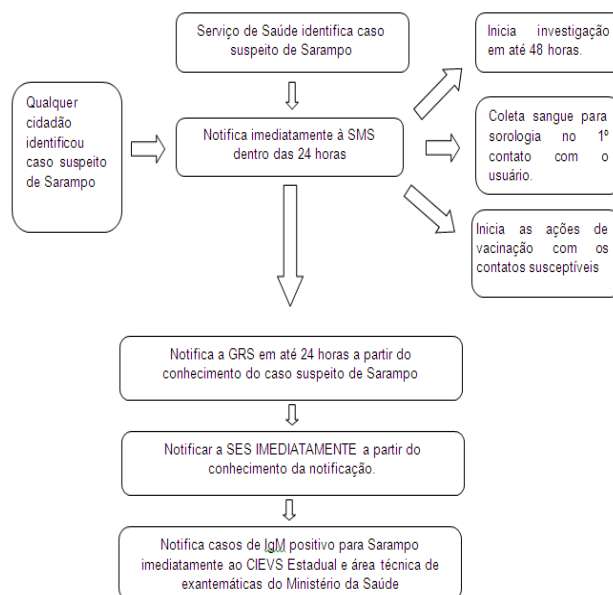 Serviço de Saúde identifica caso
suspeito de Sarampo
Inicia investigação
em até 48 horas.
Qualquer
cidadão
identificou
caso suspeito
de Sarampo
Notifica imediatamente à SMS
dentro das 24 horas
Coleta sangue para
sorologia no 1º
contato com o
usuário.
Inicia as ações de
vacinação com os
contatos susceptíveis
Notifica a GRS em até 24 horas a partir do
conhecimento do caso suspeito de Sarampo
Notificar a SES IMEDIATAMENTE a partir do
conhecimento da notificação.
Notifica casos de IgM positivo para Sarampo
imediatamente ao CIEVS Estadual e área técnica de
exantemáticas do Ministério da Saúde